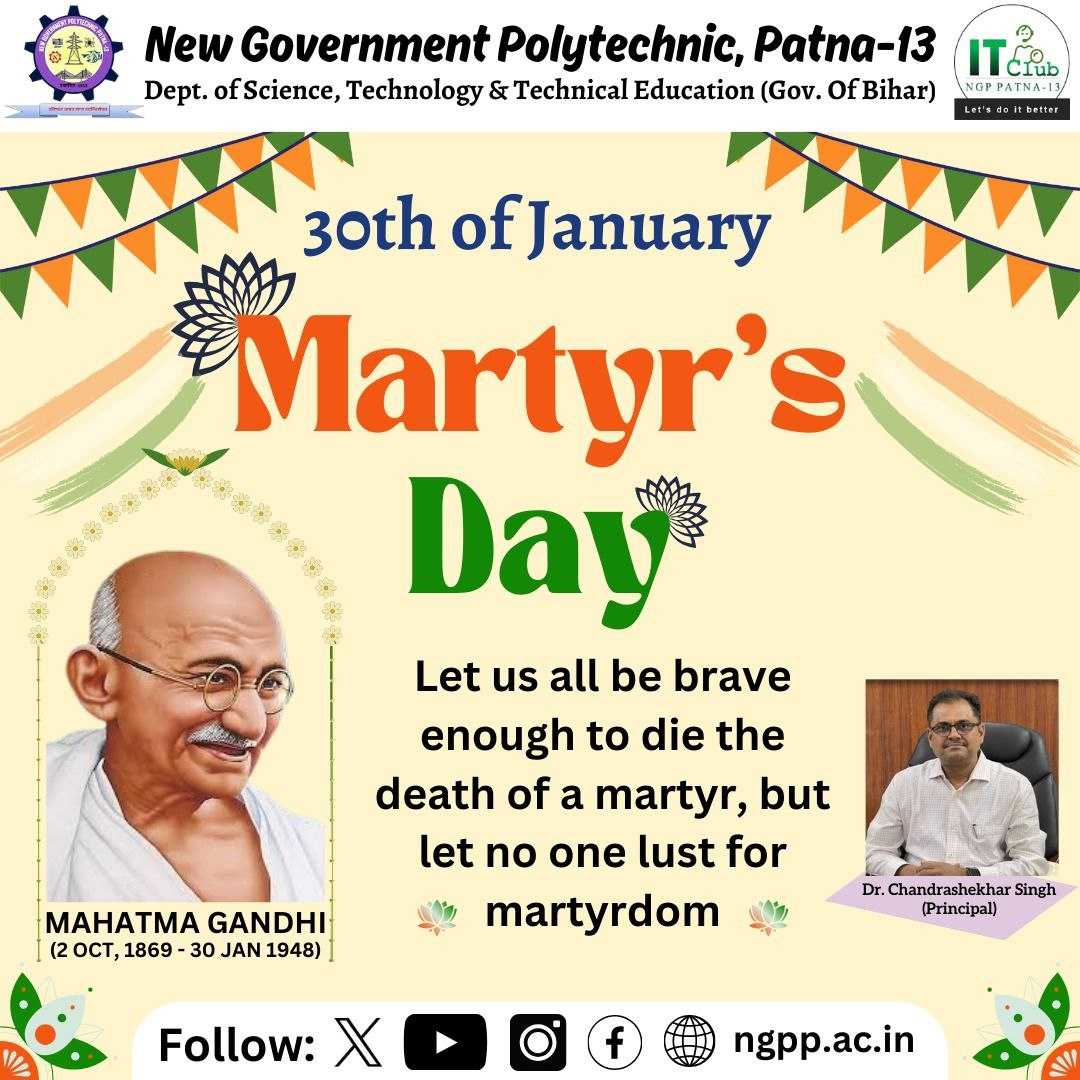 New Government Polytechnic, Patna-13
Dept. of Science, Technology & Technical Education (Gov. Of Bihar)
IT Club
NGP PATNA-13
Let's do it better
30th of January
Martyr's
Day
Let us all be brave
enough to die the
death of a martyr, but
let no one lust for
martyrdom
MAHATMA GANDHI
(2 OCT, 1869 - 30 JAN 1948)
Dr. Chandrashekhar Singh
(Principal)
Follow: ngpp.ac.in